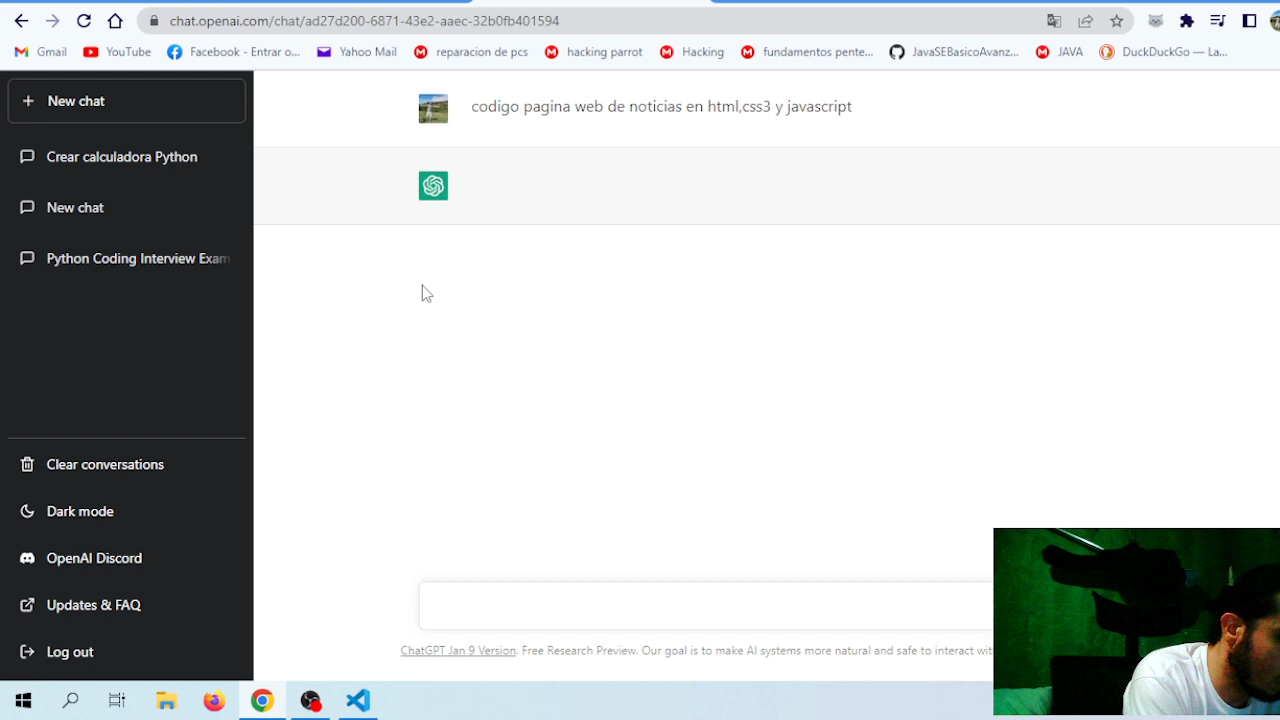 chat.openai.com/chat/ad27d200-6871-43e2-aaec-32b0fb401594
Gmail
YouTube
Facebook - Entrar o...
Yahoo Mail
reparacion de pcs
hacking parrot
Hacking
fundamentos pente...
JavaSEBasicoAvanz...
JAVA
DuckDuckGo — La...
New chat
Crear calculadora Python
New chat
Python Coding Interview Exam
Clear conversations
Dark mode
OpenAI Discord
Updates & FAQ
Log out
codigo pagina web de noticias en html,css3 y javascript
ChatGPT Jan 9 Version. Free Research Preview. Our goal is to make AI systems more natural and safe to interact